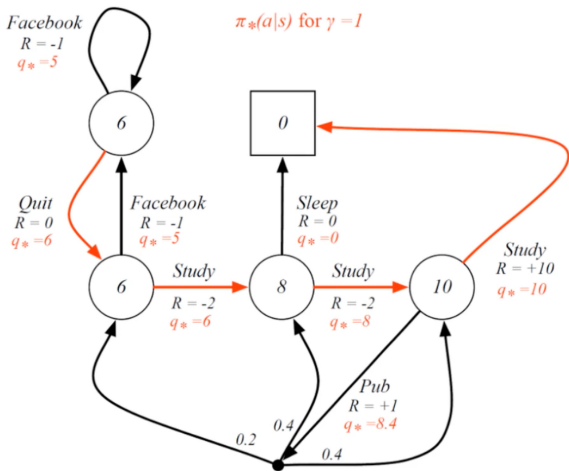 Facebook
R = -1
q* =5
π*(a|s) for γ =1
6
0
Quit
R = 0
q* =6
Facebook
R = -1
q* =5
Sleep
R = 0
q* =0
Study
R = +10
q* =10
6
Study
R = -2
q* =6
8
Study
R = -2
q* =8
10
Pub
R = +1
q* =8.4
0.2
0.4
0.4